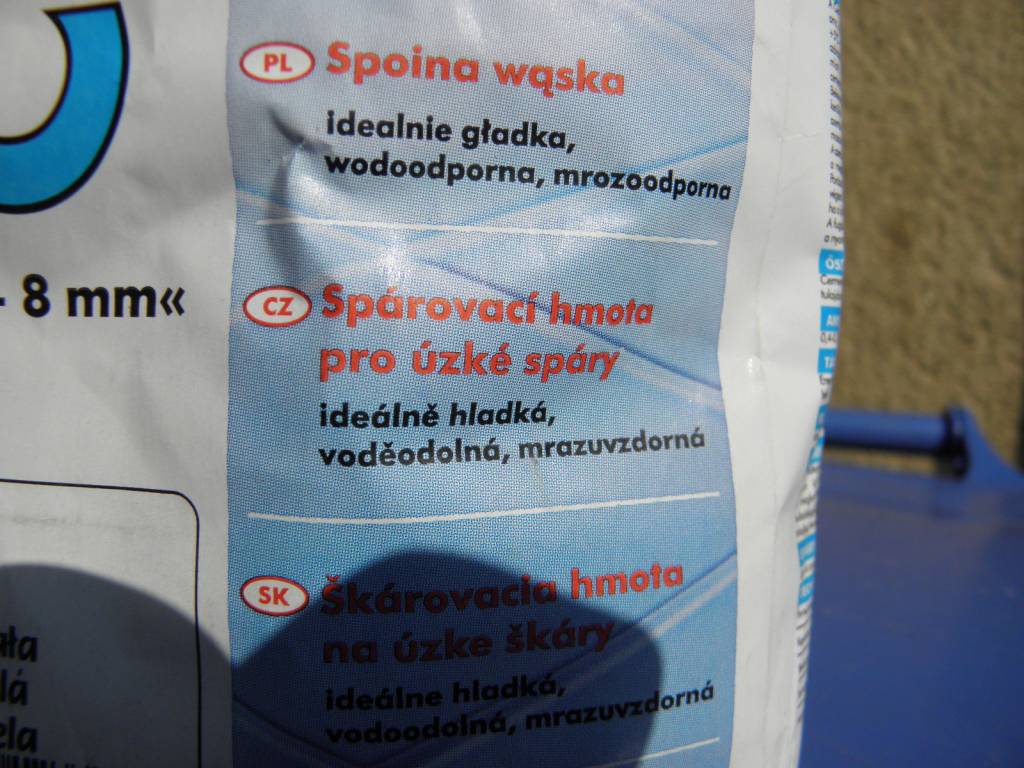 PL Spoina wąska
idealnie gładka,
wodoodporna, mrozoodporna
8 mm«
CZ Spárovací hmota
pro úzké spáry
ideálně hladká,
voděodolná, mrazuvzdorná
SK Škárovacia hmota
na úzke škáry
ideálne hladká,
vodoodolná, mrazuvzdorná